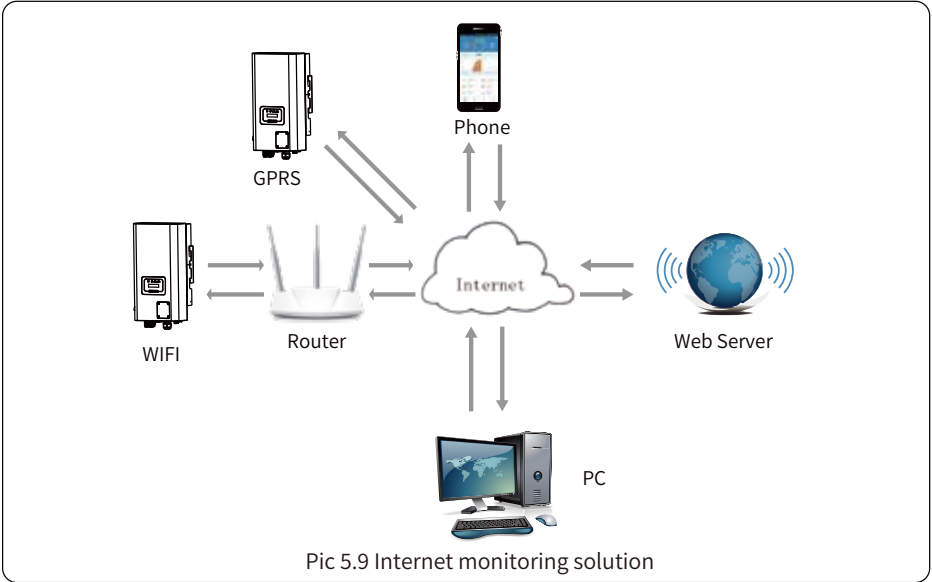 Phone
GPRS
Internet
WIFI
Router
Web Server
PC
Pic 5.9 Internet monitoring solution